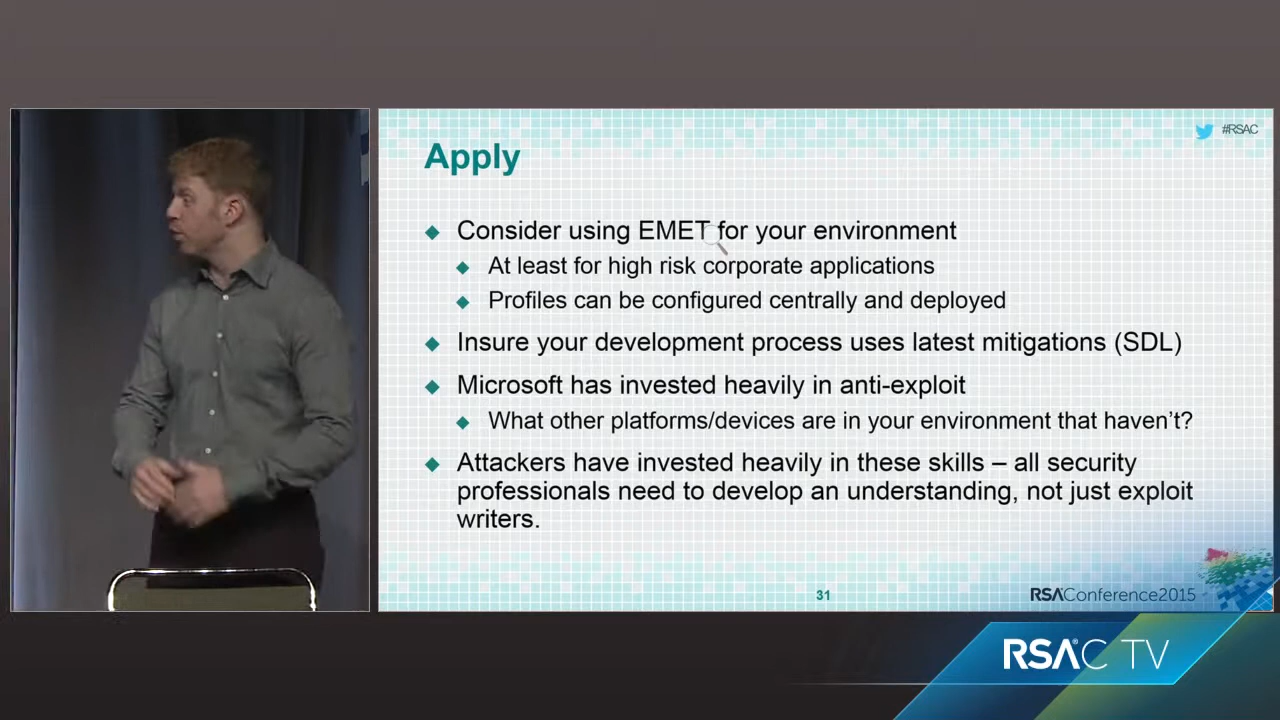 #RSAC
Apply
Consider using EMET for your environment
At least for high risk corporate applications
Profiles can be configured centrally and deployed
Insure your development process uses latest mitigations (SDL)
Microsoft has invested heavily in anti-exploit
What other platforms/devices are in your environment that haven't?
Attackers have invested heavily in these skills – all security
professionals need to develop an understanding, not just exploit
writers.
31
RSAConference2015
RSAC TV